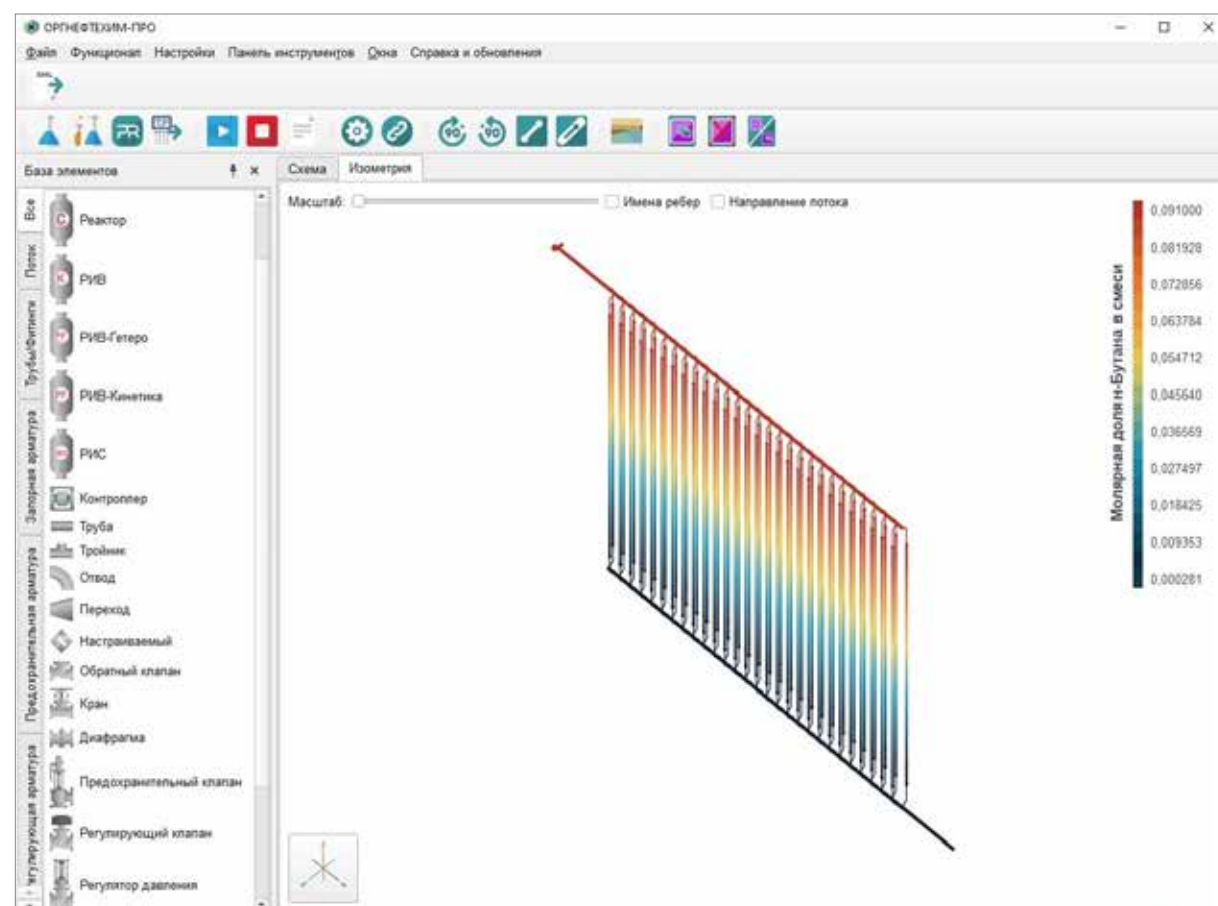 ОРГНЕФТЕХИМ-ПРО
Файл Функционал Настройки Панель инструментов Окна Справка и обновления
База элементов
Схема Изометрия
Масштаб: Имена ребер Направление потока
Все
Поток
Трубы/Фитинги
Запорная арматура
Предохранительная арматура
егулирующая арматура
Реактор
РИВ
РИВ-Гетеро
РИВ-Кинетика
РИС
Контроллер
Труба
Тройник
Отвод
Переход
Настраиваемый
Обратный клапан
Кран
Диафрагма
Предохранительный клапан
Регулирующий клапан
Регулятор давления
Молярная доля н-Бутана в смеси
0,091000
0,081928
0,072856
0,063784
0,054712
0,045640
0,036569
0,027497
0,018425
0,009353
0,000281